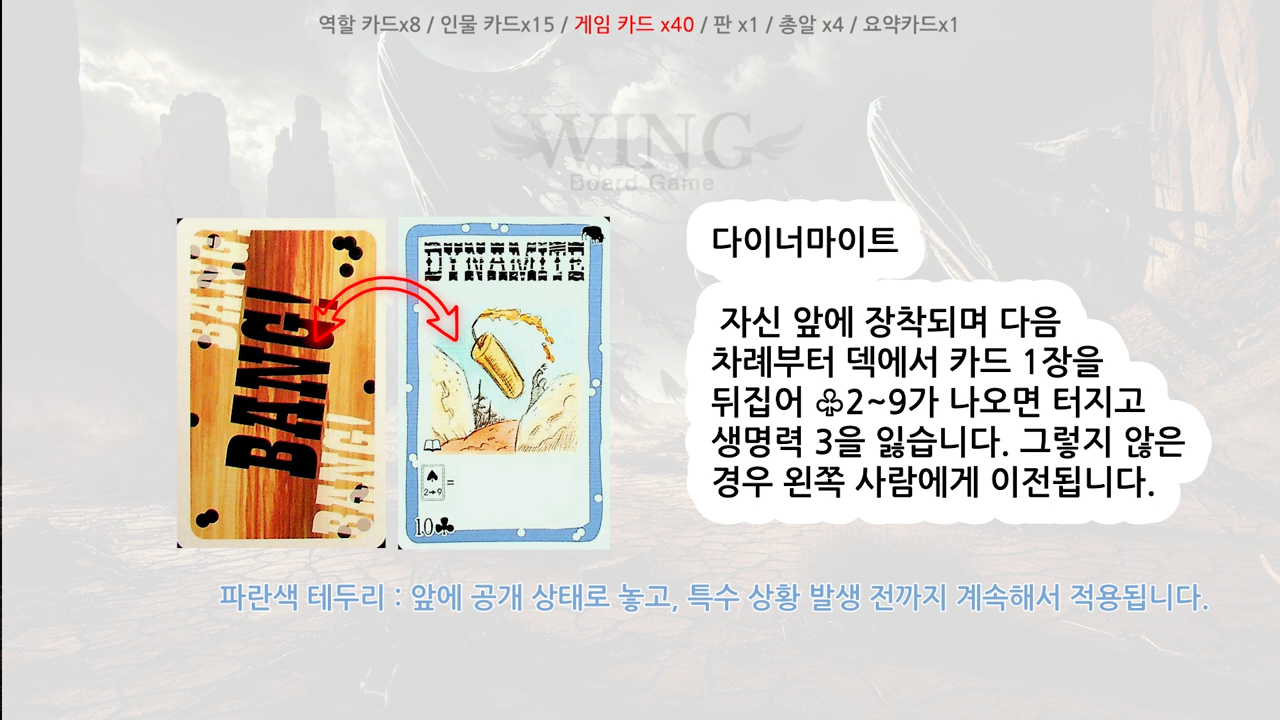 역할 카드x8 / 인물 카드x15 / 게임 카드 x40 / 판 x1 / 총알 x4 / 요약카드x1
WING
Board Game
BANG!
BANG!
BANG!
DYNAMITE
2→9 =
10♣
다이너마이트
자신 앞에 장착되며 다음
차례부터 덱에서 카드 1장을
뒤집어 ♧2~9가 나오면 터지고
생명력 3을 잃습니다. 그렇지 않은
경우 왼쪽 사람에게 이전됩니다.
파란색 테두리 : 앞에 공개 상태로 놓고, 특수 상황 발생 전까지 계속해서 적용됩니다.